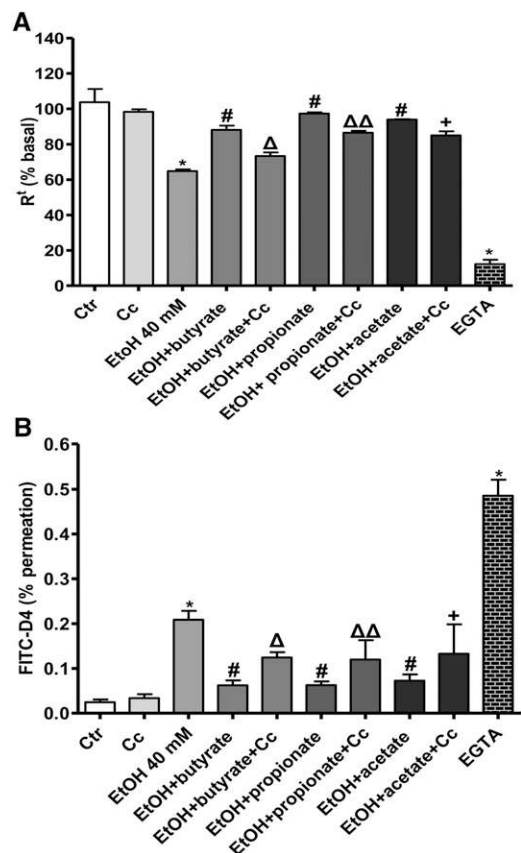 A
Rt (% basal)
140
120
100
80
60
40
20
0
*
#
Δ
#
ΔΔ
#
+
*
Ctr
Cc
EtoH 40 mM
EtOH+butyrate
EtOH+butyrate+Cc
EtOH+propionate
EtOH+ propionate+Cc
EtOH+acetate
EtOH+acetate+Cc
EGTA
B
FITC-D4 (% permeation)
0.6
0.5
0.4
0.3
0.2
0.1
0.0
*
#
Δ
#
ΔΔ
#
+
*
Ctr
Cc
EtOH 40 mM
EtOH+butyrate
EtOH+butyrate+Cc
EtOH+propionate
EtOH+propionate+Cc
EtOH+acetate
EtOH+acetate+Cc
EGTA